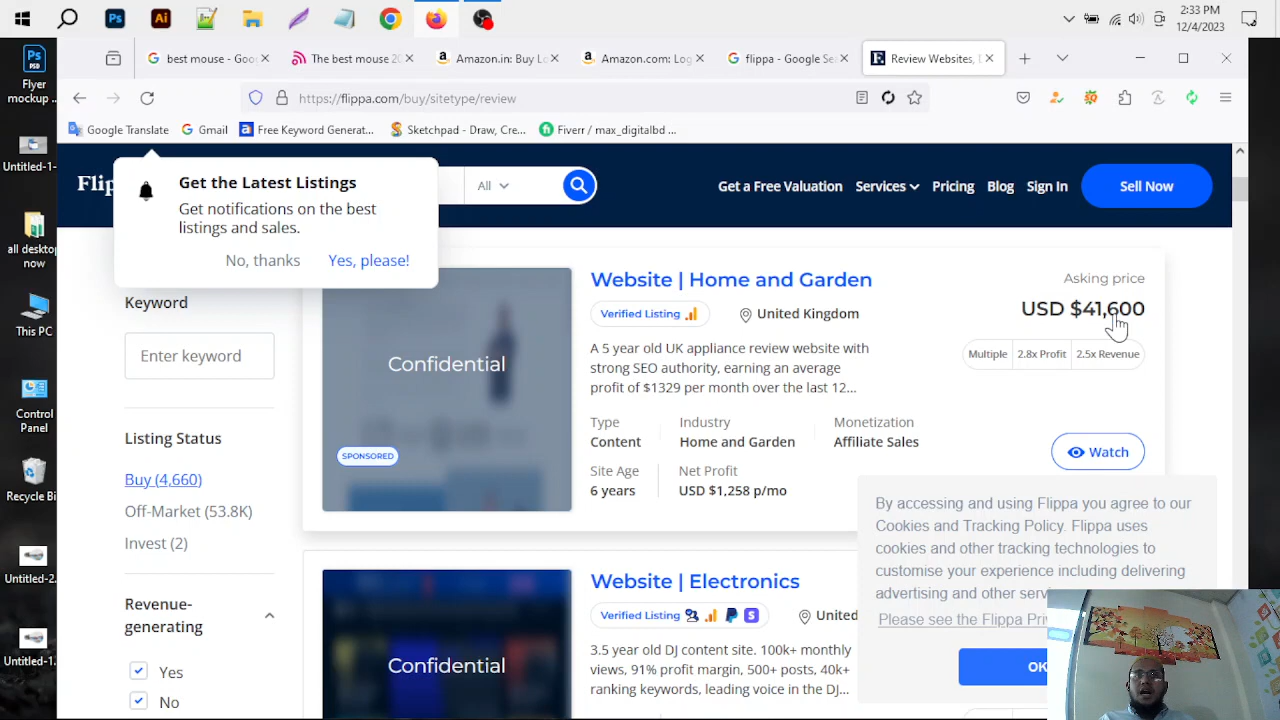 2:33 PM
12/4/2023
best mouse - Goo
The best mouse 20
Amazon.in: Buy Lo
Amazon.com: Log
flippa - Google Se
Review Websites, D
https://flippa.com/buy/sitetype/review
Google Translate
Gmail
Free Keyword Generat...
Sketchpad - Draw, Cre...
Fiverr / max_digitalbd ...
Flyer
mockup ...
Untitled-1-
all desktop
now
This PC
Control
Panel
Recycle Bi
Untitled-2.
Untitled-1.
Flip
All
Get a Free Valuation
Services
Pricing
Blog
Sign In
Sell Now
Get the Latest Listings
Get notifications on the best
listings and sales.
No, thanks
Yes, please!
Keyword
Enter keyword
Listing Status
Buy (4,660)
Off-Market (53.8K)
Invest (2)
Revenue-
generating
Yes
No
Confidential
SPONSORED
Website | Home and Garden
Verified Listing
United Kingdom
A 5 year old UK appliance review website with
strong SEO authority, earning an average
profit of $1329 per month over the last 12...
Type
Content
Industry
Home and Garden
Monetization
Affiliate Sales
Site Age
6 years
Net Profit
USD $1,258 p/mo
Asking price
USD $41,600
Multiple
2.8x Profit
2.5x Revenue
Watch
Confidential
Website | Electronics
Verified Listing
United
3.5 year old DJ content site. 100k+ monthly
views, 91% profit margin, 500+ posts, 40k+
ranking keywords, leading voice in the DJ...
By accessing and using Flippa you agree to our
Cookies and Tracking Policy. Flippa uses
cookies and other tracking technologies to
customise your experience including delivering
advertising and other serv
Please see the Flippa Pri
OK